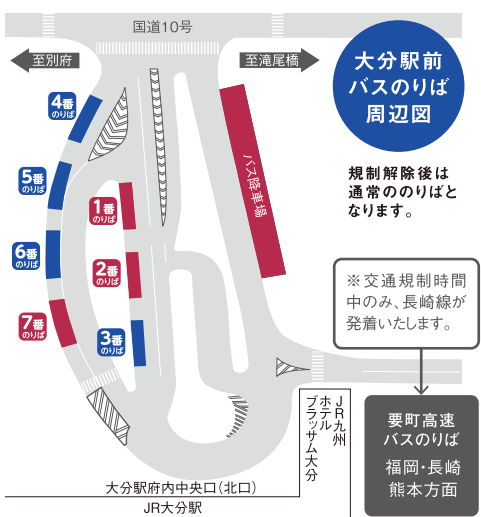 国道10号
至別府
至滝尾橋
大分駅前
バスのりば
周辺図
規制解除後は
通常ののりばと
なります。
4番
のりば
5番
のりば
6番
のりば
7番
のりば
1番
のりば
2番
のりば
3番
のりば
バス降車場
※交通規制時間
中のみ、長崎線が
発着いたします。
要町高速
バスのりば
福岡・長崎
熊本方面
JR九州
ホテル
ブラッサム大分
大分駅府内中央口(北口)
JR大分駅